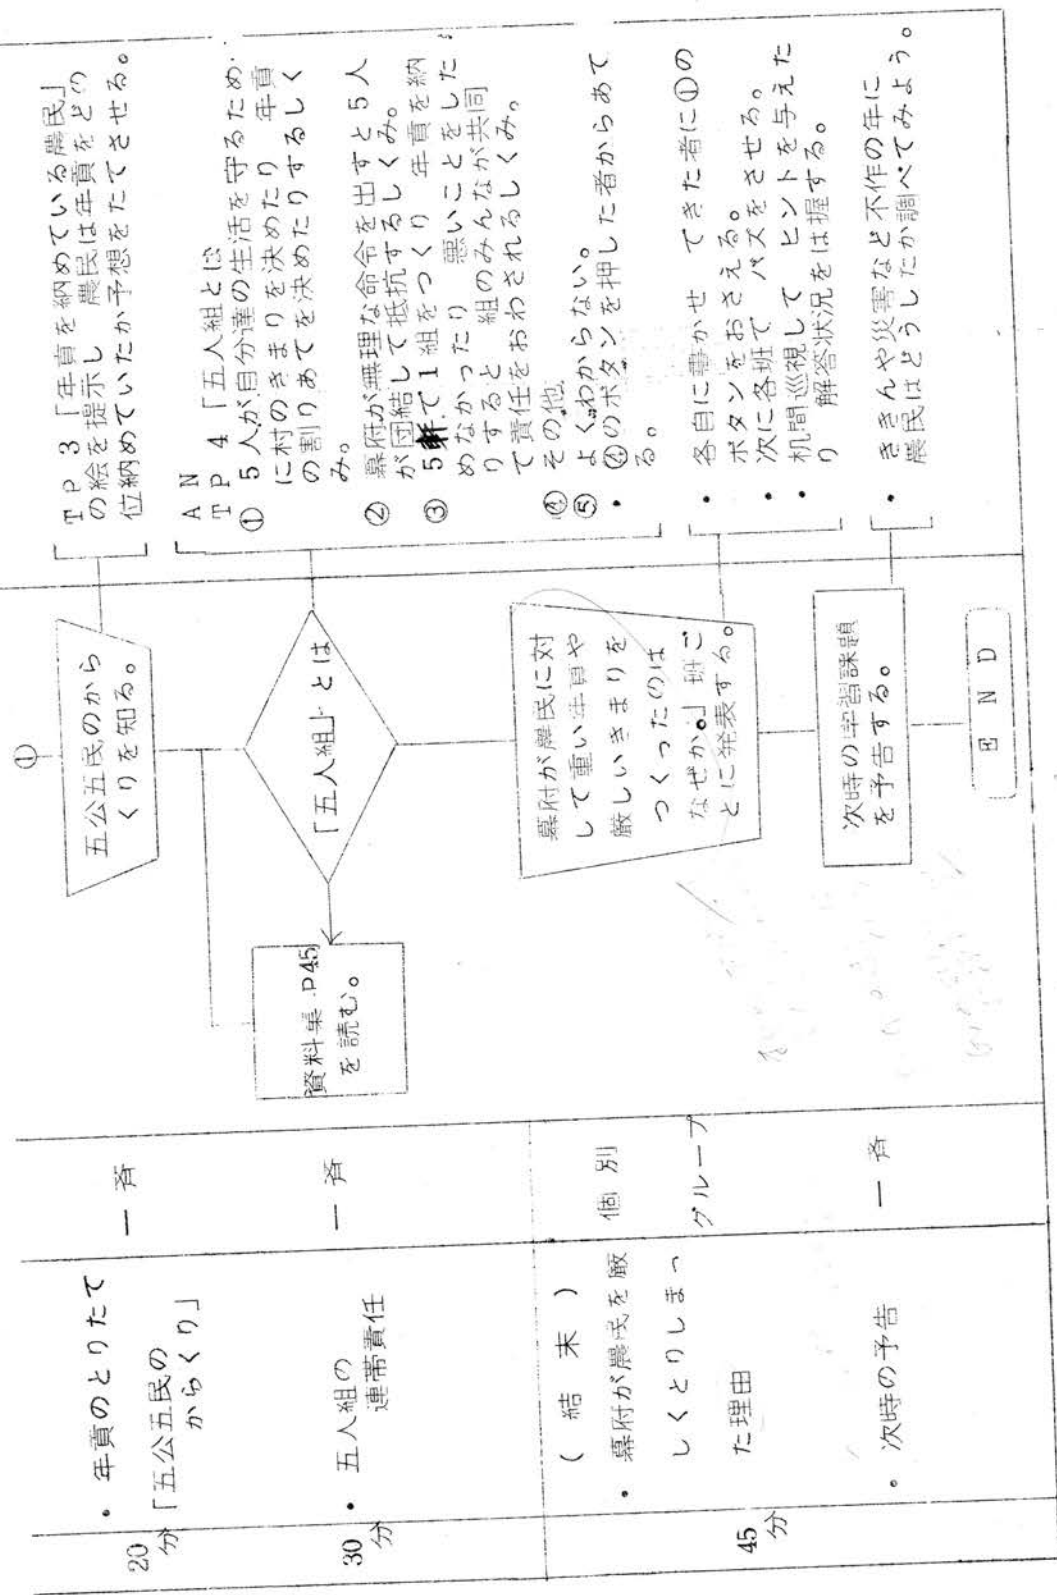 20分
・ 年貢のとりたて
「五公五民の
からくり」
一 斉
①
五公五民のから
くりを知る。
T P 3 「年貢を納めている農民」
の絵を提示し 農民は年貢をどの
位納めていたか予想をたてさせる。
30分
・ 五人組の
連帯責任
一 斉
「五人組」とは
資料集 P45
を読む。
A N
T P 4 「五人組とは
① 5人が自分達の生活を守るため
に村のきまりを決めたり 年貢
の割りあてを決めたりするしく
み。
② 幕府が無理な命令を出すと5人
が団結して抵抗するしくみ。
③ 5軒で1組をつくり 年貢を納
めなかったり 悪いことをした
りすると 組のみんなが共同
て責任をおわされるしくみ。
④ その他
⑤ よくわからない。
・ ④のボタンを押した者からあて
る。
45分
( 結 末 )
・ 幕府が農民を厳
しくとりしまっ
た理由
個 別
グループ
幕府が農民に対
して重い年貢や
厳しいきまりを
つくったのは
なぜか。」班ご
とに発表する。
・ 各自に書かせ てきた者に①の
ボタンをおさえる。
・ 次に各班で バズをさせる。
・ 机間巡視して ヒントを与えた
り 解答状況をは握する。
・ 次時の予告
一 斉
次時の学習課題
を予告する。
・ ききんや災害など不作の年に
農民はどうしたか調べてみよう。
E N D